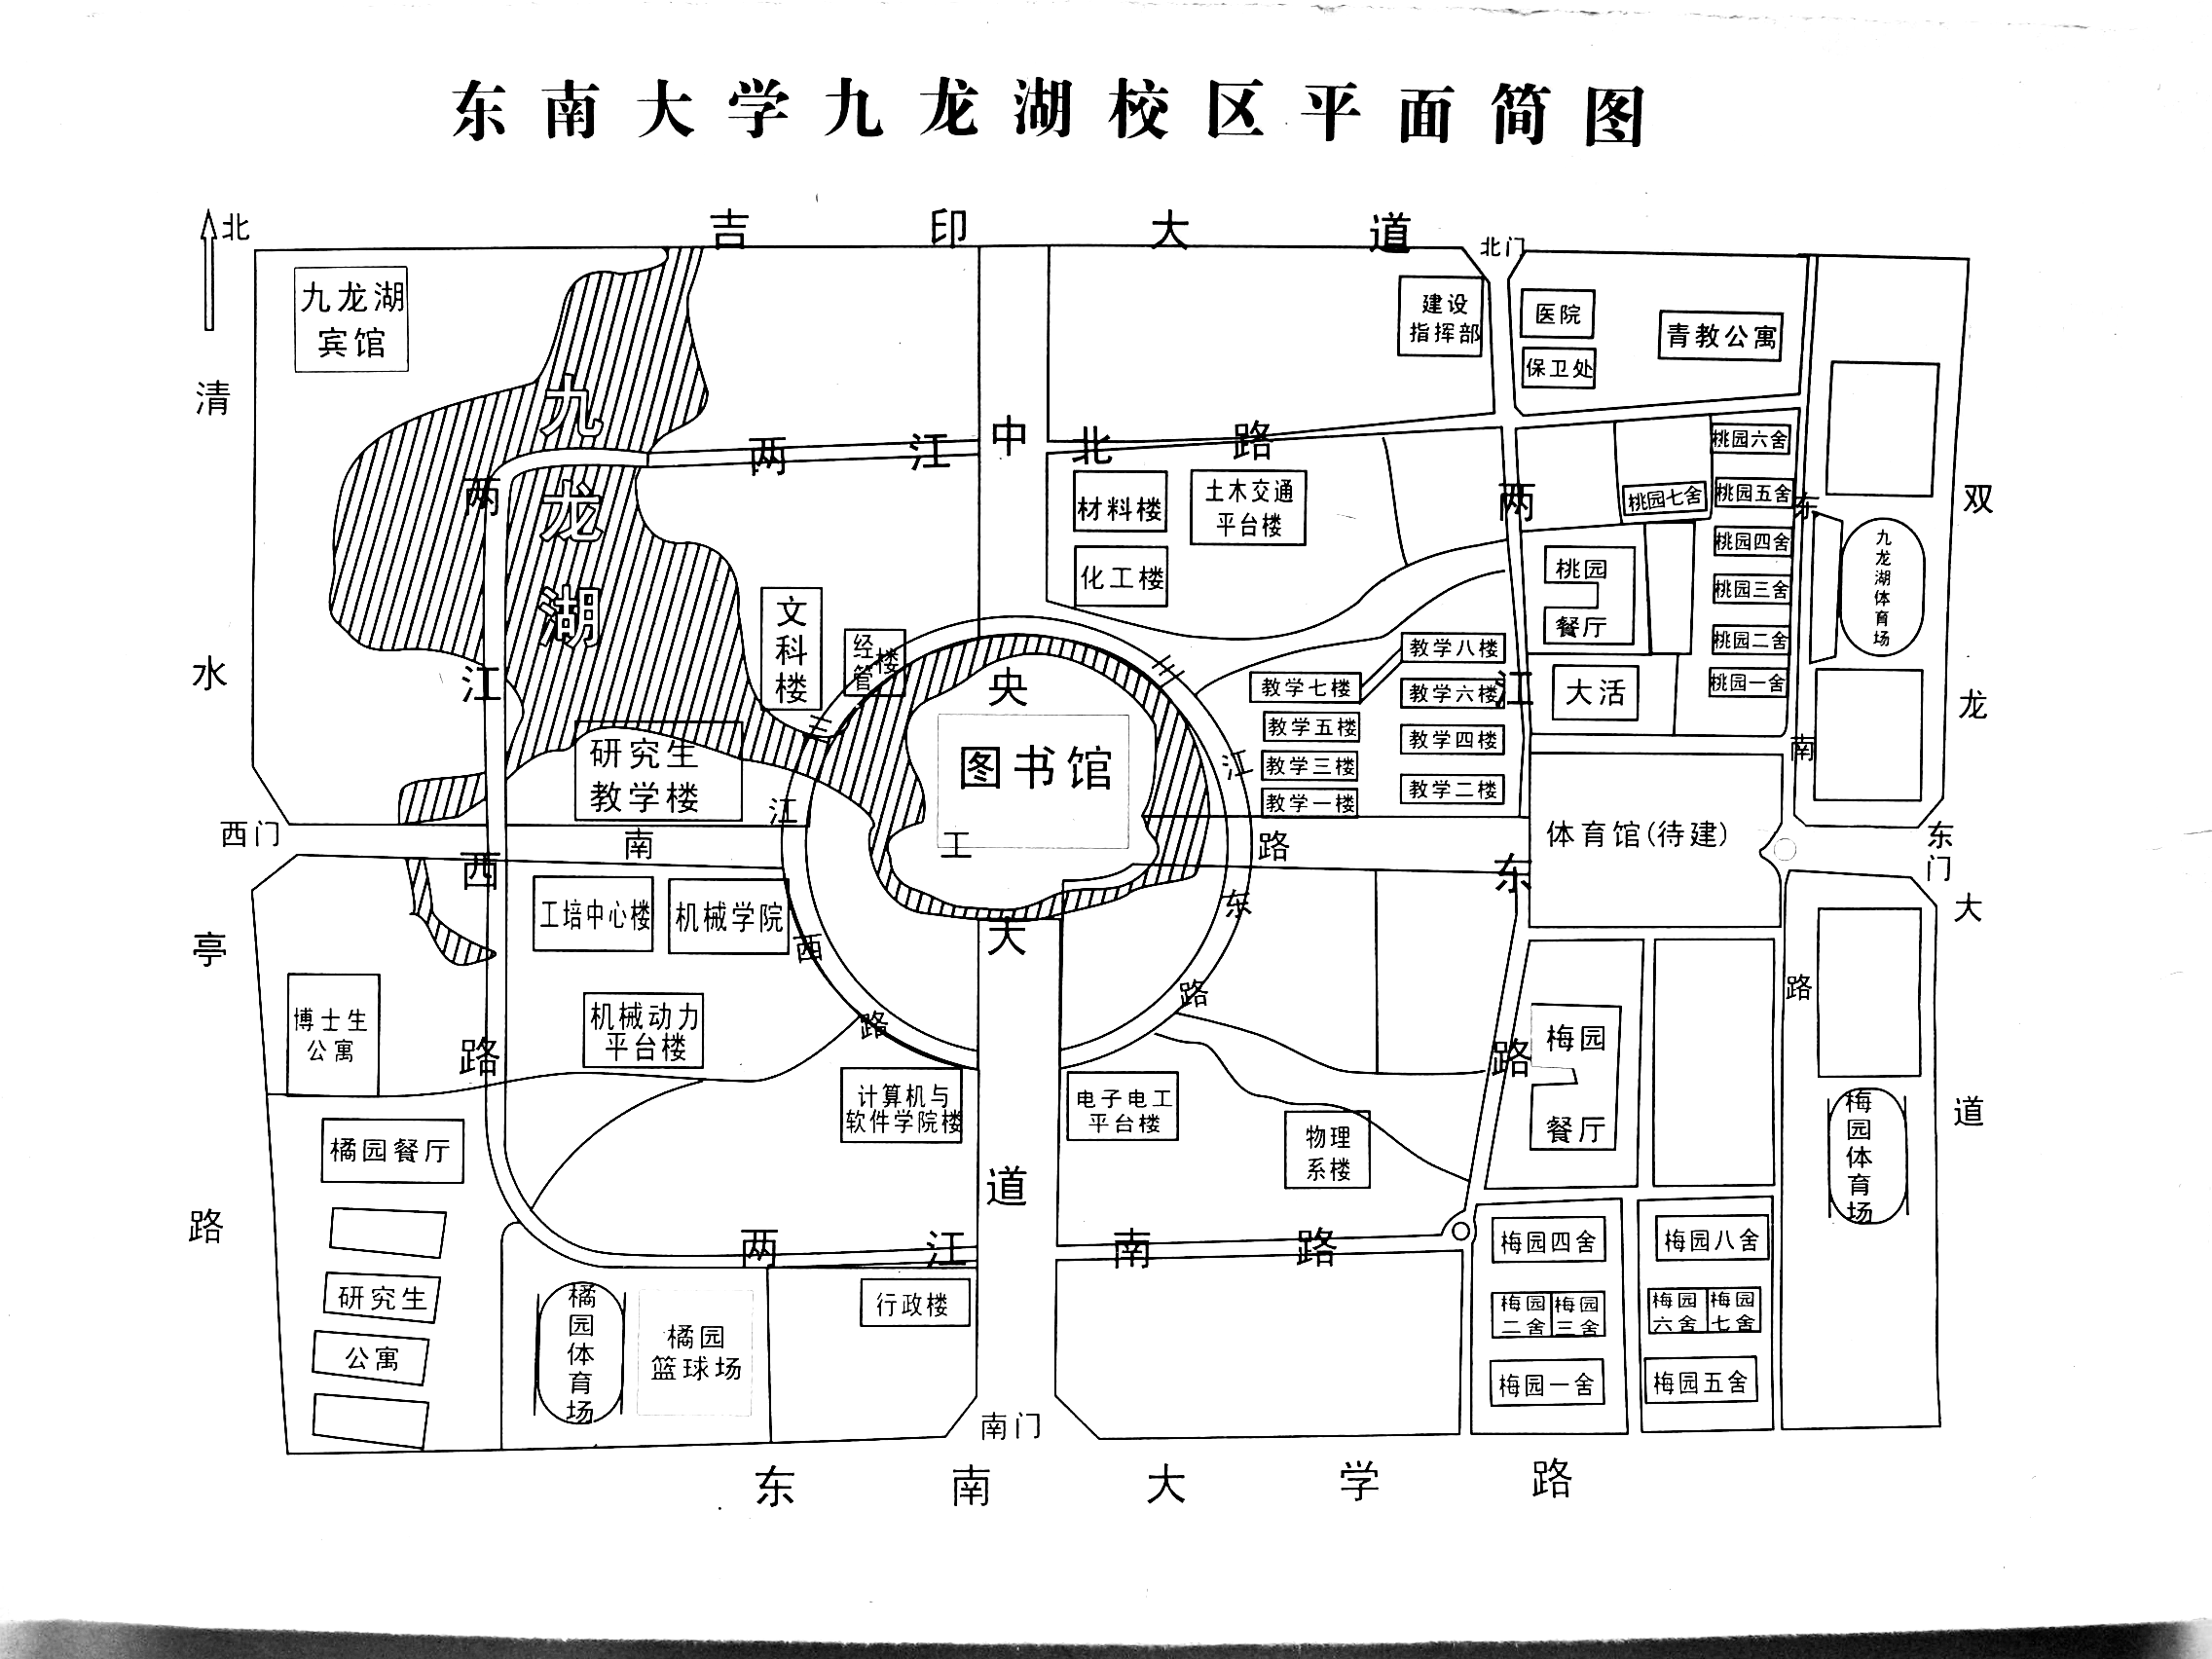 东南大学九龙湖校区平面简图
北
吉印大道
北门
九龙湖
宾馆
建设
指挥部
医院
保卫处
青教公寓
清水亭路
九龙湖
两江北路
中央大道
两江西路
两江东路
材料楼
土木交通
平台楼
化工楼
桃园六舍
桃园七舍
桃园五舍
桃园四舍
桃园三舍
桃园二舍
桃园一舍
桃园
餐厅
大活
东南路
双龙大道
九龙湖体育场
文科楼
经管楼
教学八楼
教学七楼
教学六楼
教学五楼
教学四楼
教学三楼
教学二楼
教学一楼
图书馆
研究生
教学楼
三江西路
三江东路
西门
南工路
体育馆(待建)
东门
工培中心楼
机械学院
机械动力
平台楼
博士生
公寓
计算机与
软件学院楼
电子电工
平台楼
物理
系楼
梅园
餐厅
梅园体育场
橘园餐厅
研究生
公寓
两江南路
橘园体育场
橘园
篮球场
行政楼
梅园四舍
梅园八舍
梅园二舍
梅园三舍
梅园六舍
梅园七舍
梅园一舍
梅园五舍
南门
东南大学路